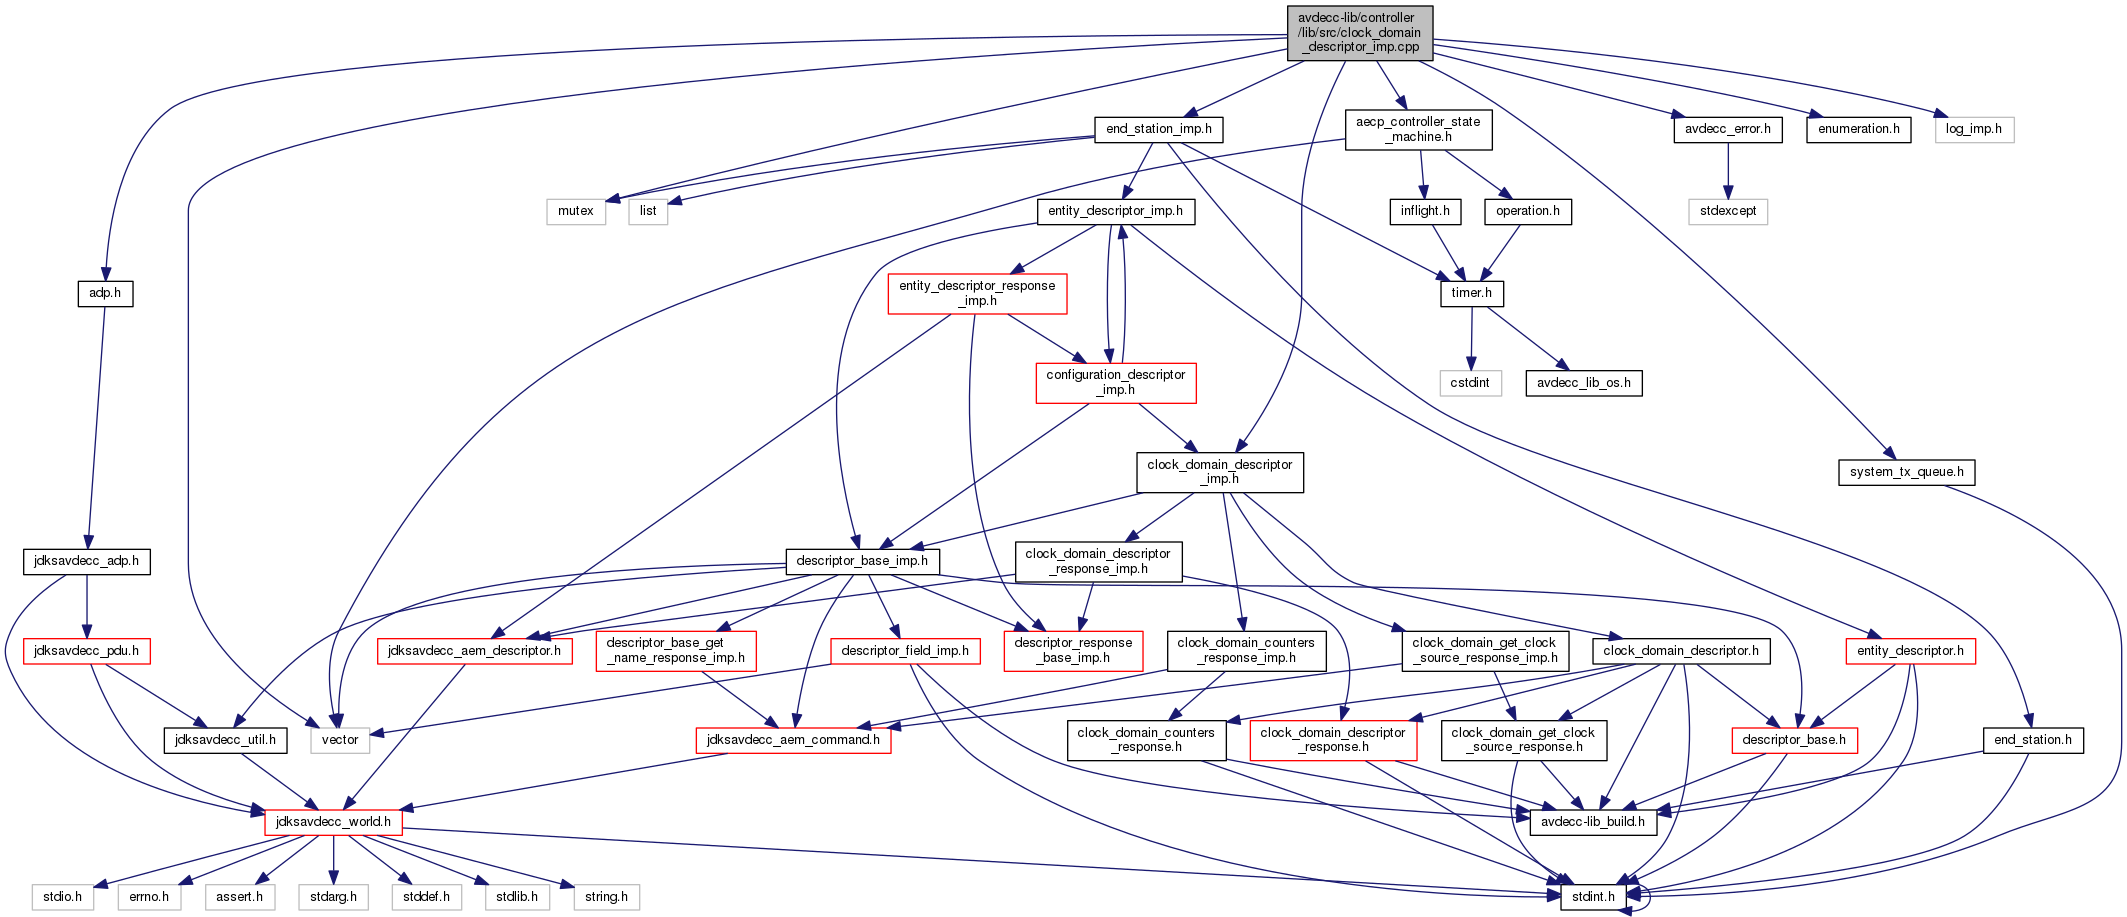 avdecc-lib/controller
/lib/src/clock_domain
_descriptor_imp.cpp
end_station_imp.h
aecp_controller_state
_machine.h
avdecc_error.h
enumeration.h
log_imp.h
mutex
list
entity_descriptor_imp.h
inflight.h
operation.h
stdexcept
adp.h
entity_descriptor_response
_imp.h
timer.h
configuration_descriptor
_imp.h
cstdint
avdecc_lib_os.h
clock_domain_descriptor
_imp.h
system_tx_queue.h
jdksavdecc_adp.h
descriptor_base_imp.h
clock_domain_descriptor
_response_imp.h
jdksavdecc_pdu.h
jdksavdecc_aem_descriptor.h
descriptor_base_get
_name_response_imp.h
descriptor_field_imp.h
descriptor_response
_base_imp.h
clock_domain_counters
_response_imp.h
clock_domain_get_clock
_source_response_imp.h
clock_domain_descriptor.h
entity_descriptor.h
jdksavdecc_util.h
vector
jdksavdecc_aem_command.h
clock_domain_counters
_response.h
clock_domain_descriptor
_response.h
clock_domain_get_clock
_source_response.h
descriptor_base.h
end_station.h
jdksavdecc_world.h
avdecc-lib_build.h
stdio.h
errno.h
assert.h
stdarg.h
stddef.h
stdlib.h
string.h
stdint.h